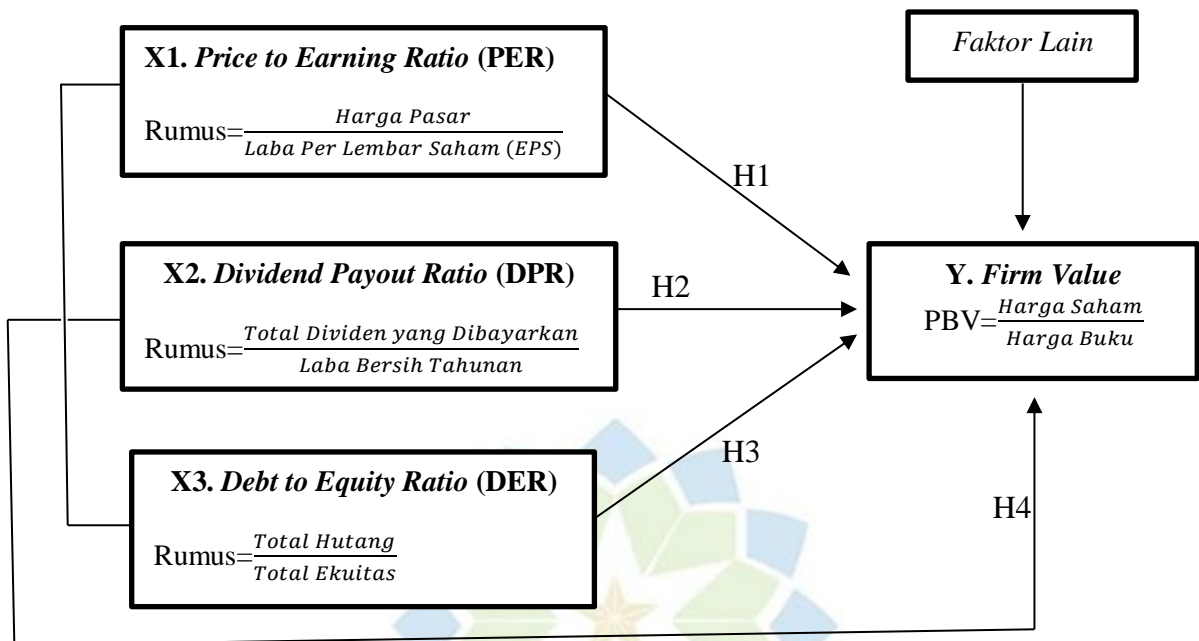 X1. Price to Earning Ratio (PER)
Rumus=Harga Pasar/Laba Per Lembar Saham (EPS)
Faktor Lain
H1
X2. Dividend Payout Ratio (DPR)
Rumus=Total Dividen yang Dibayarkan/Laba Bersih Tahunan
H2
Y. Firm Value
PBV=Harga Saham/Harga Buku
X3. Debt to Equity Ratio (DER)
Rumus=Total Hutang/Total Ekuitas
H3
H4